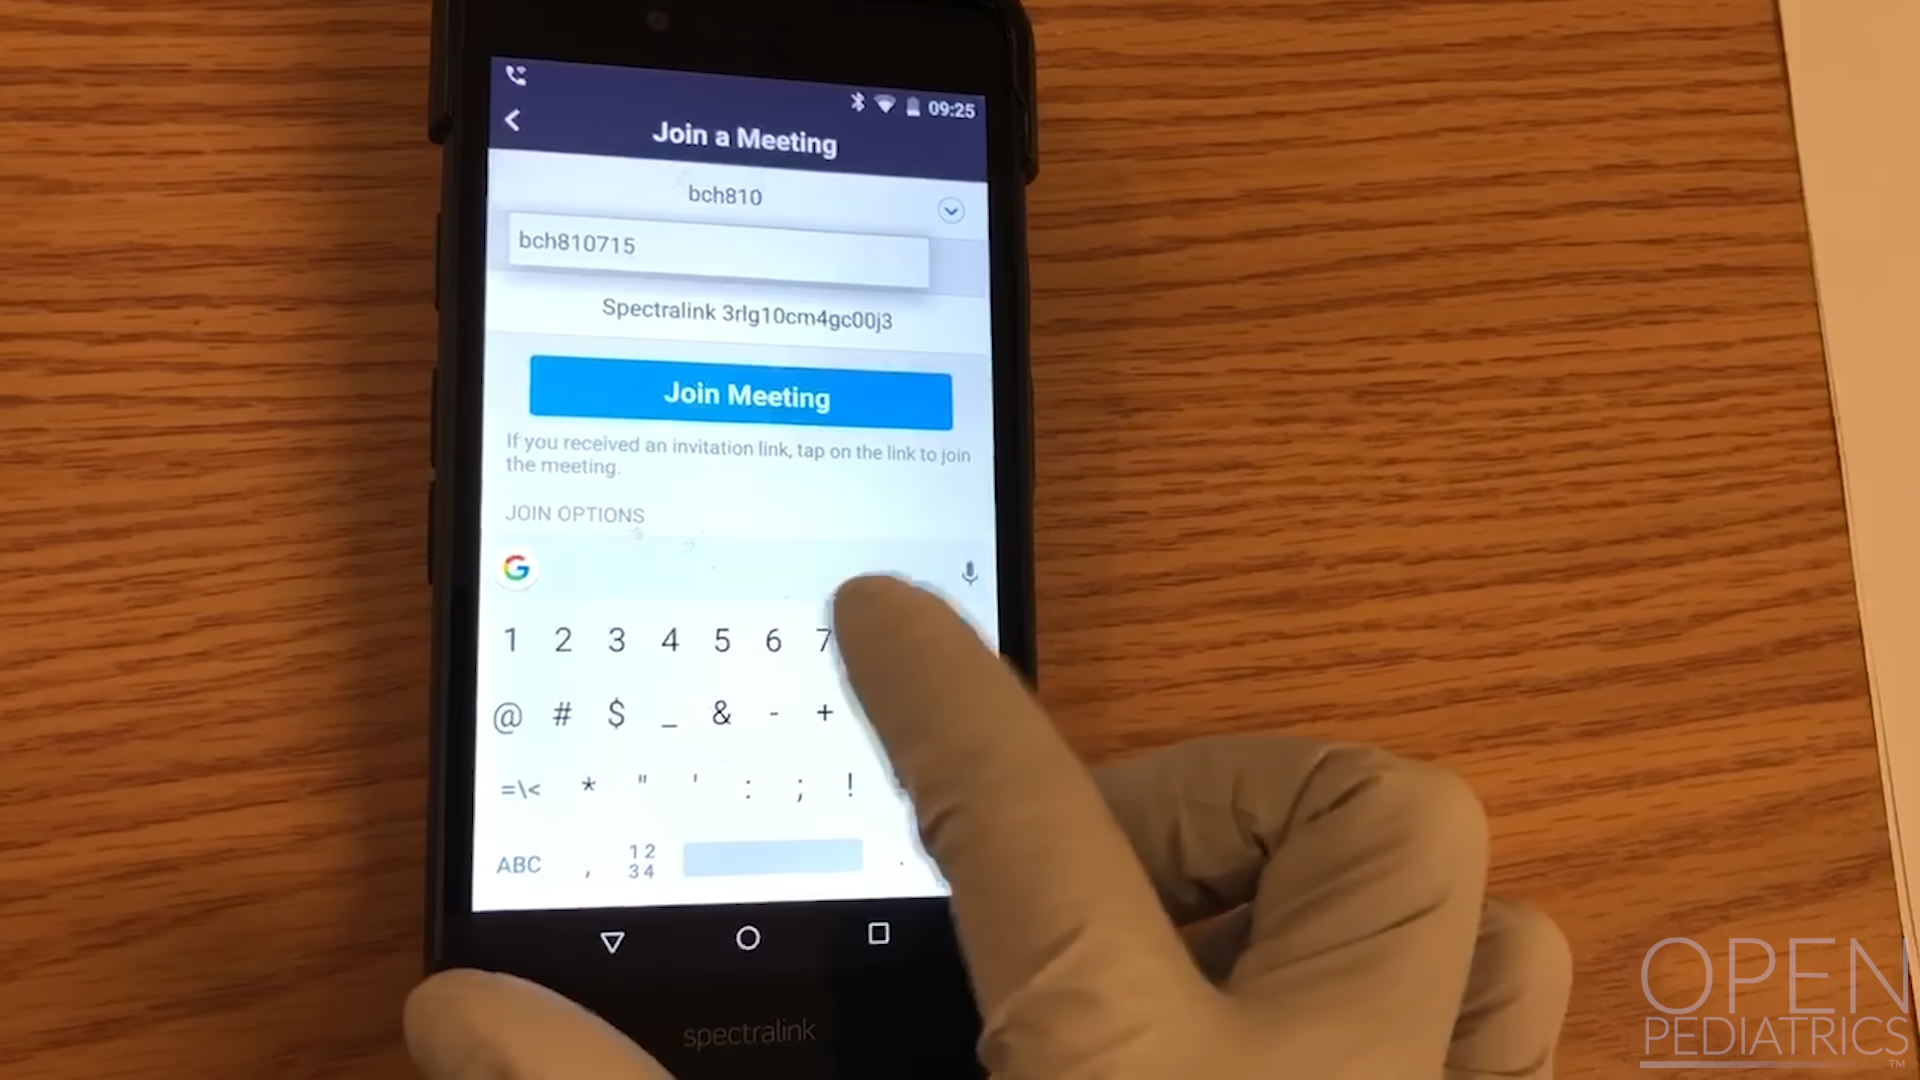 09:25
Join a Meeting
bch810
bch810715
Spectralink 3rlg10cm4gc00j3
Join Meeting
If you received an invitation link, tap on the link to join
the meeting.
JOIN OPTIONS
G
1 2 3 4 5 6 7
@ # $ _ & - +
=\< * " ' : ; !
ABC , 12 34 .
spectralink
OPEN
PEDIATRICS™